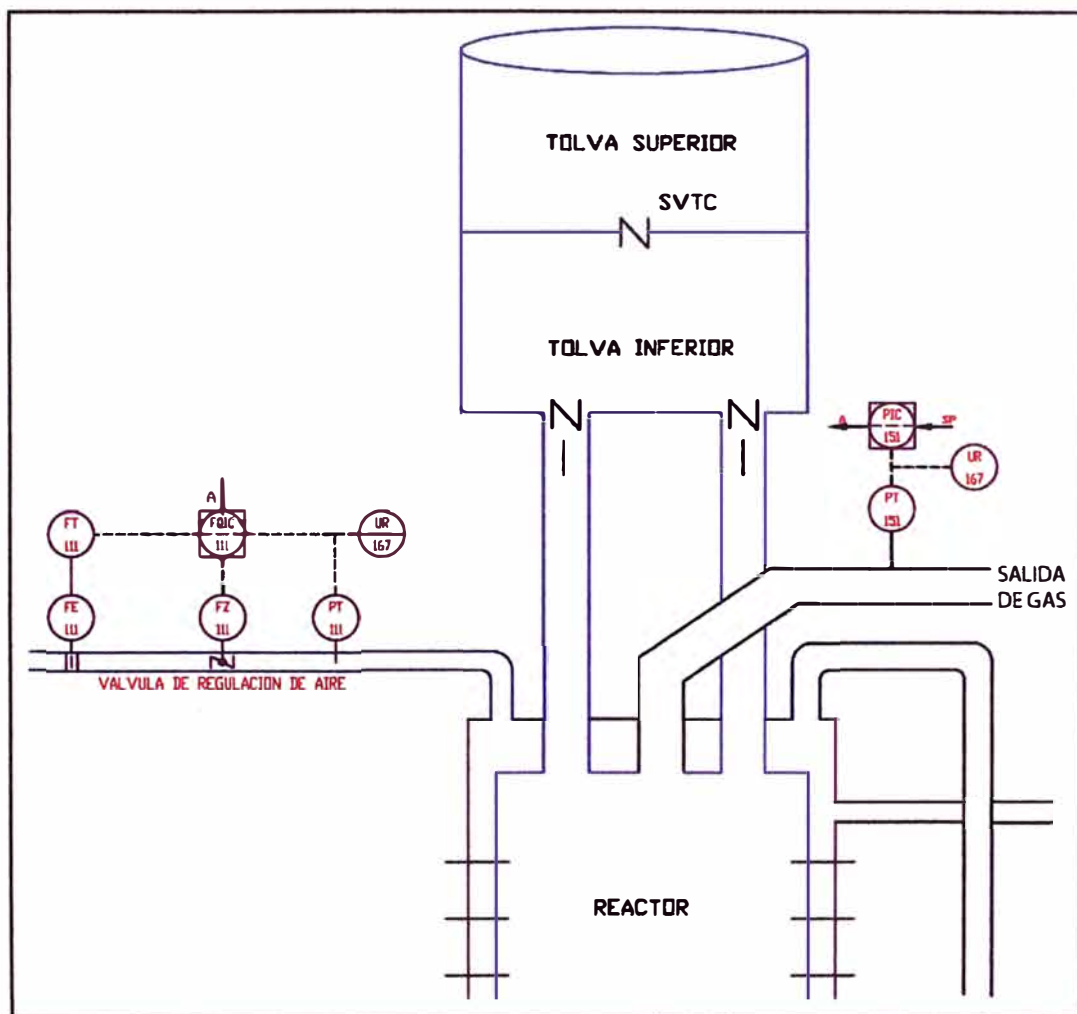 TOLVA SUPERIOR
SVTC
TOLVA INFERIOR
A
PIC
151
SP
UR
167
PT
151
A
FT
111
FQIC
111
UR
167
FE
111
FZ
111
PT
111
SALIDA
DE GAS
VALVULA DE REGULACION DE AIRE
REACTOR